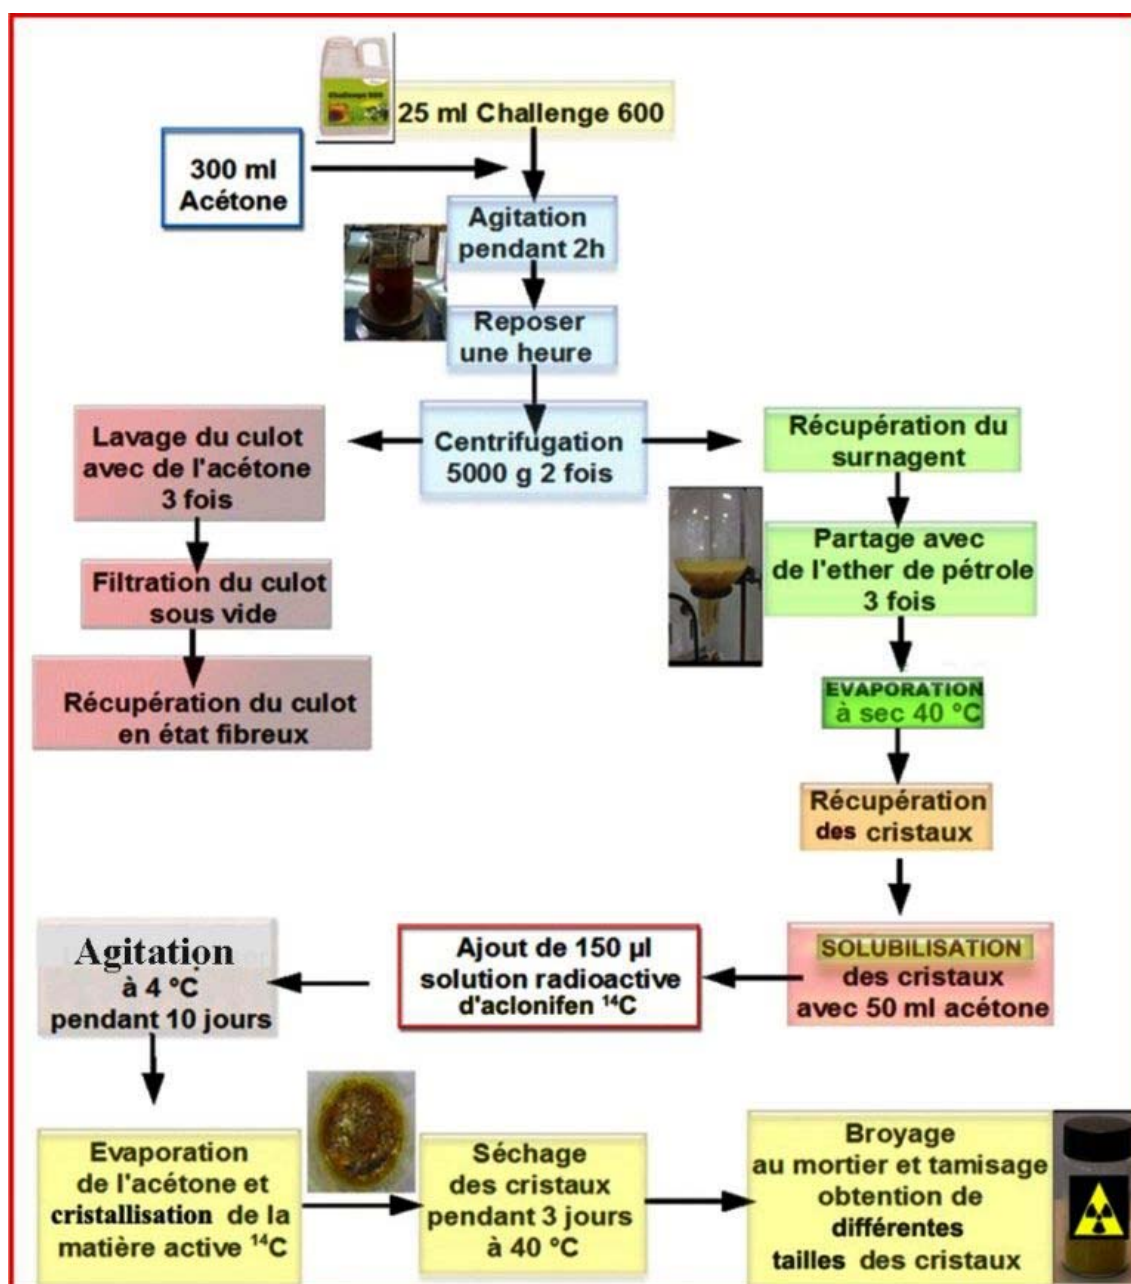 Challenge 600
25 ml Challenge 600
300 ml
Acétone
Agitation
pendant 2h
Reposer
une heure
Centrifugation
5000 g 2 fois
Lavage du culot
avec de l'acétone
3 fois
Filtration du culot
sous vide
Récupération du culot
en état fibreux
Récupération du
surnagent
Partage avec
de l'ether de pétrole
3 fois
EVAPORATION
à sec 40 °C
Récupération
des cristaux
SOLUBILISATION
des cristaux
avec 50 ml acétone
Ajout de 150 µl
solution radioactive
d'aclonifen ¹⁴C
Agitation
à 4 °C
pendant 10 jours
Evaporation
de l'acétone et
cristallisation de la
matière active ¹⁴C
Séchage
des cristaux
pendant 3 jours
à 40 °C
Broyage
au mortier et tamisage
obtention de
différentes
tailles des cristaux